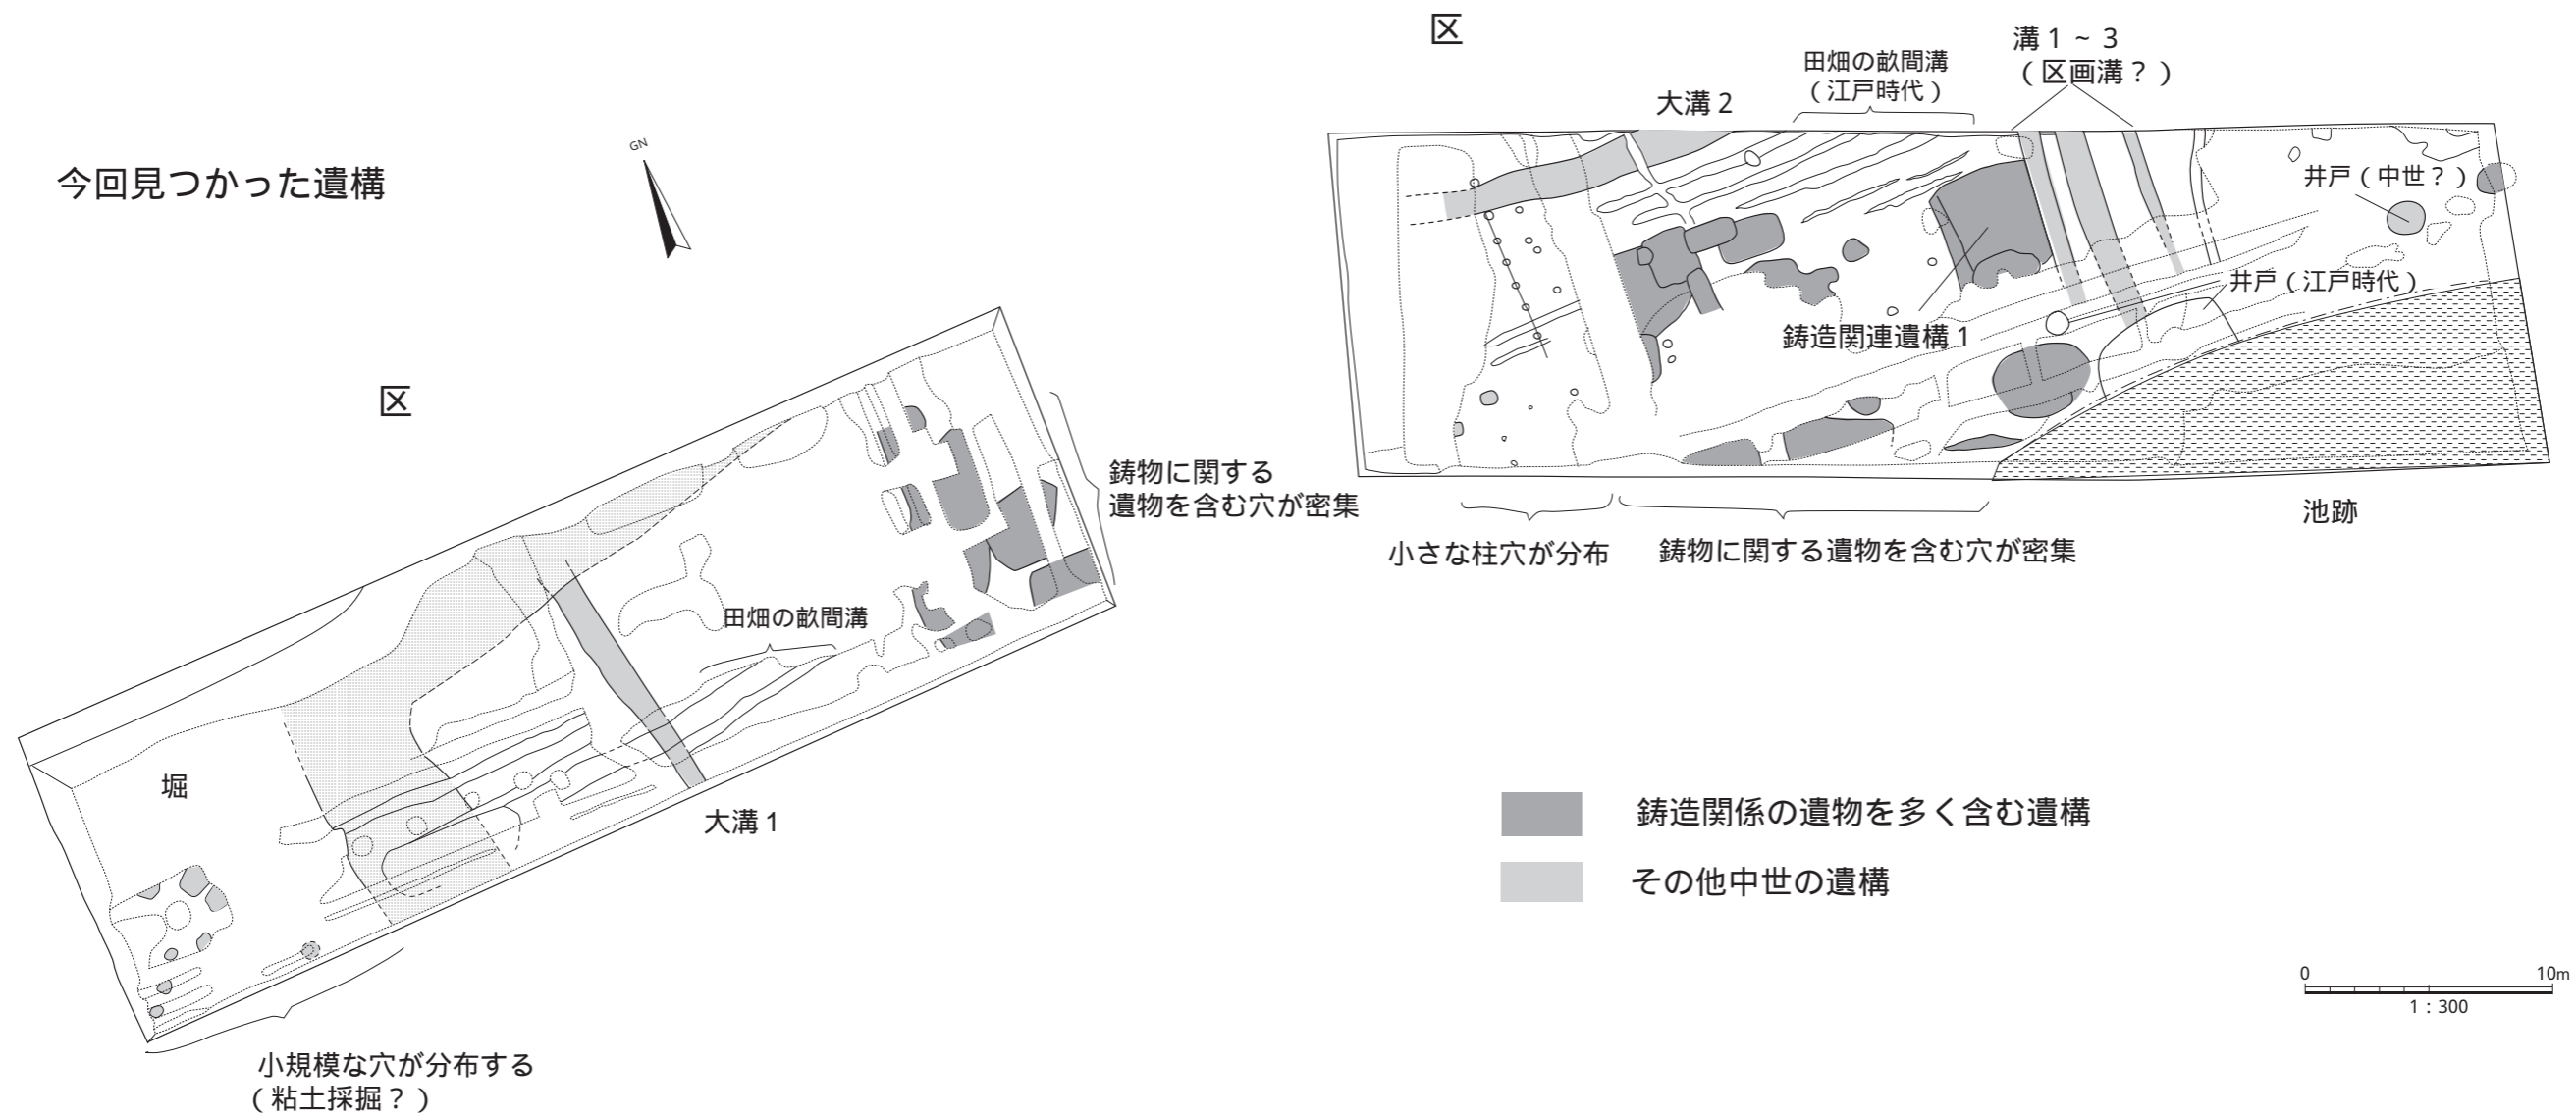 今回見つかった遺構
GN
区
鋳物に関する
遺物を含む穴が密集
田畑の畝間溝
堀
大溝１
小規模な穴が分布する
（粘土採掘？）
区
大溝２
田畑の畝間溝
（江戸時代）
溝１～３
（区画溝？）
井戸（中世？）
井戸（江戸時代）
鋳造関連遺構１
池跡
小さな柱穴が分布
鋳物に関する遺物を含む穴が密集
鋳造関係の遺物を多く含む遺構
その他中世の遺構
0 10m
1：300